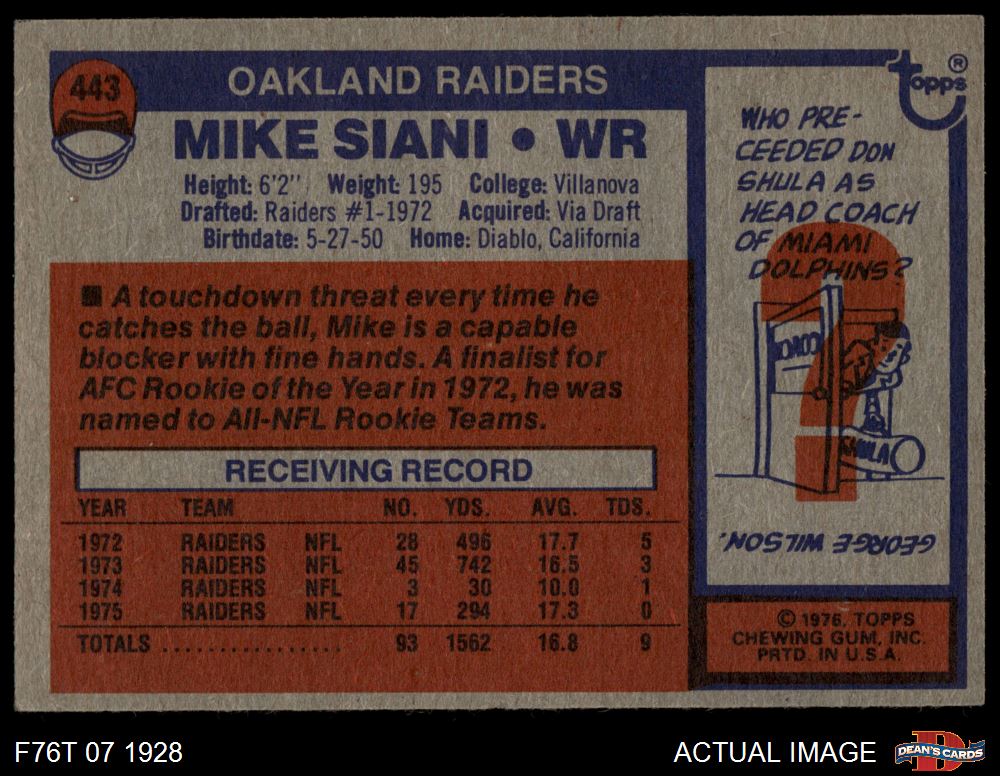 443
OAKLAND RAIDERS
MIKE SIANI • WR
Height: 6'2" Weight: 195 College: Villanova
Drafted: Raiders #1-1972 Acquired: Via Draft
Birthdate: 5-27-50 Home: Diablo, California
■ A touchdown threat every time he
catches the ball, Mike is a capable
blocker with fine hands. A finalist for
AFC Rookie of the Year in 1972, he was
named to All-NFL Rookie Teams.
RECEIVING RECORD
YEAR TEAM NO. YDS. AVG. TDS.
1972 RAIDERS NFL 28 496 17.7 5
1973 RAIDERS NFL 45 742 16.5 3
1974 RAIDERS NFL 3 30 10.0 1
1975 RAIDERS NFL 17 294 17.3 0
TOTALS ................. 93 1562 16.8 9
topps ®
WHO PRE-
CEEDED DON
SHULA AS
HEAD COACH
OF MIAMI
DOLPHINS?
?
COACH
SHULA
GEORGE WILSON.
© 1976, TOPPS
CHEWING GUM, INC.
PRTD. IN U.S.A.
F76T 07 1928
ACTUAL IMAGE
DEAN'S CARDS